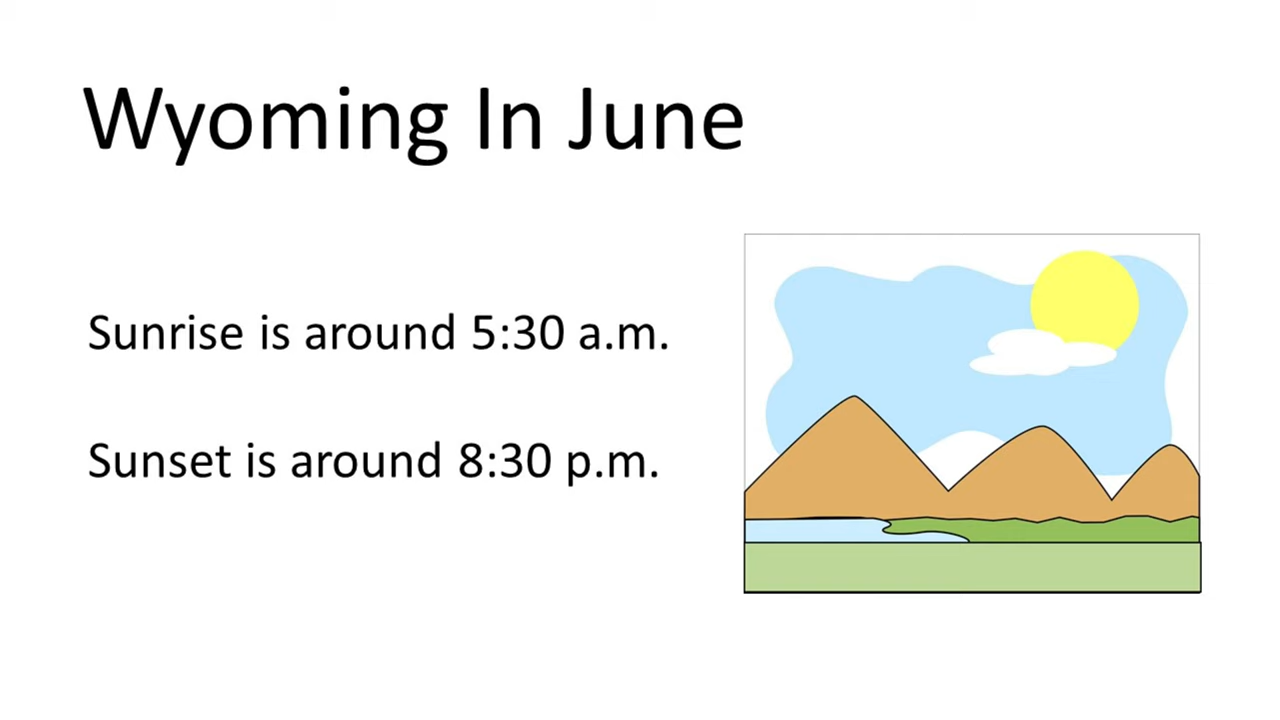 Wyoming In June
Sunrise is around 5:30 a.m.
Sunset is around 8:30 p.m.